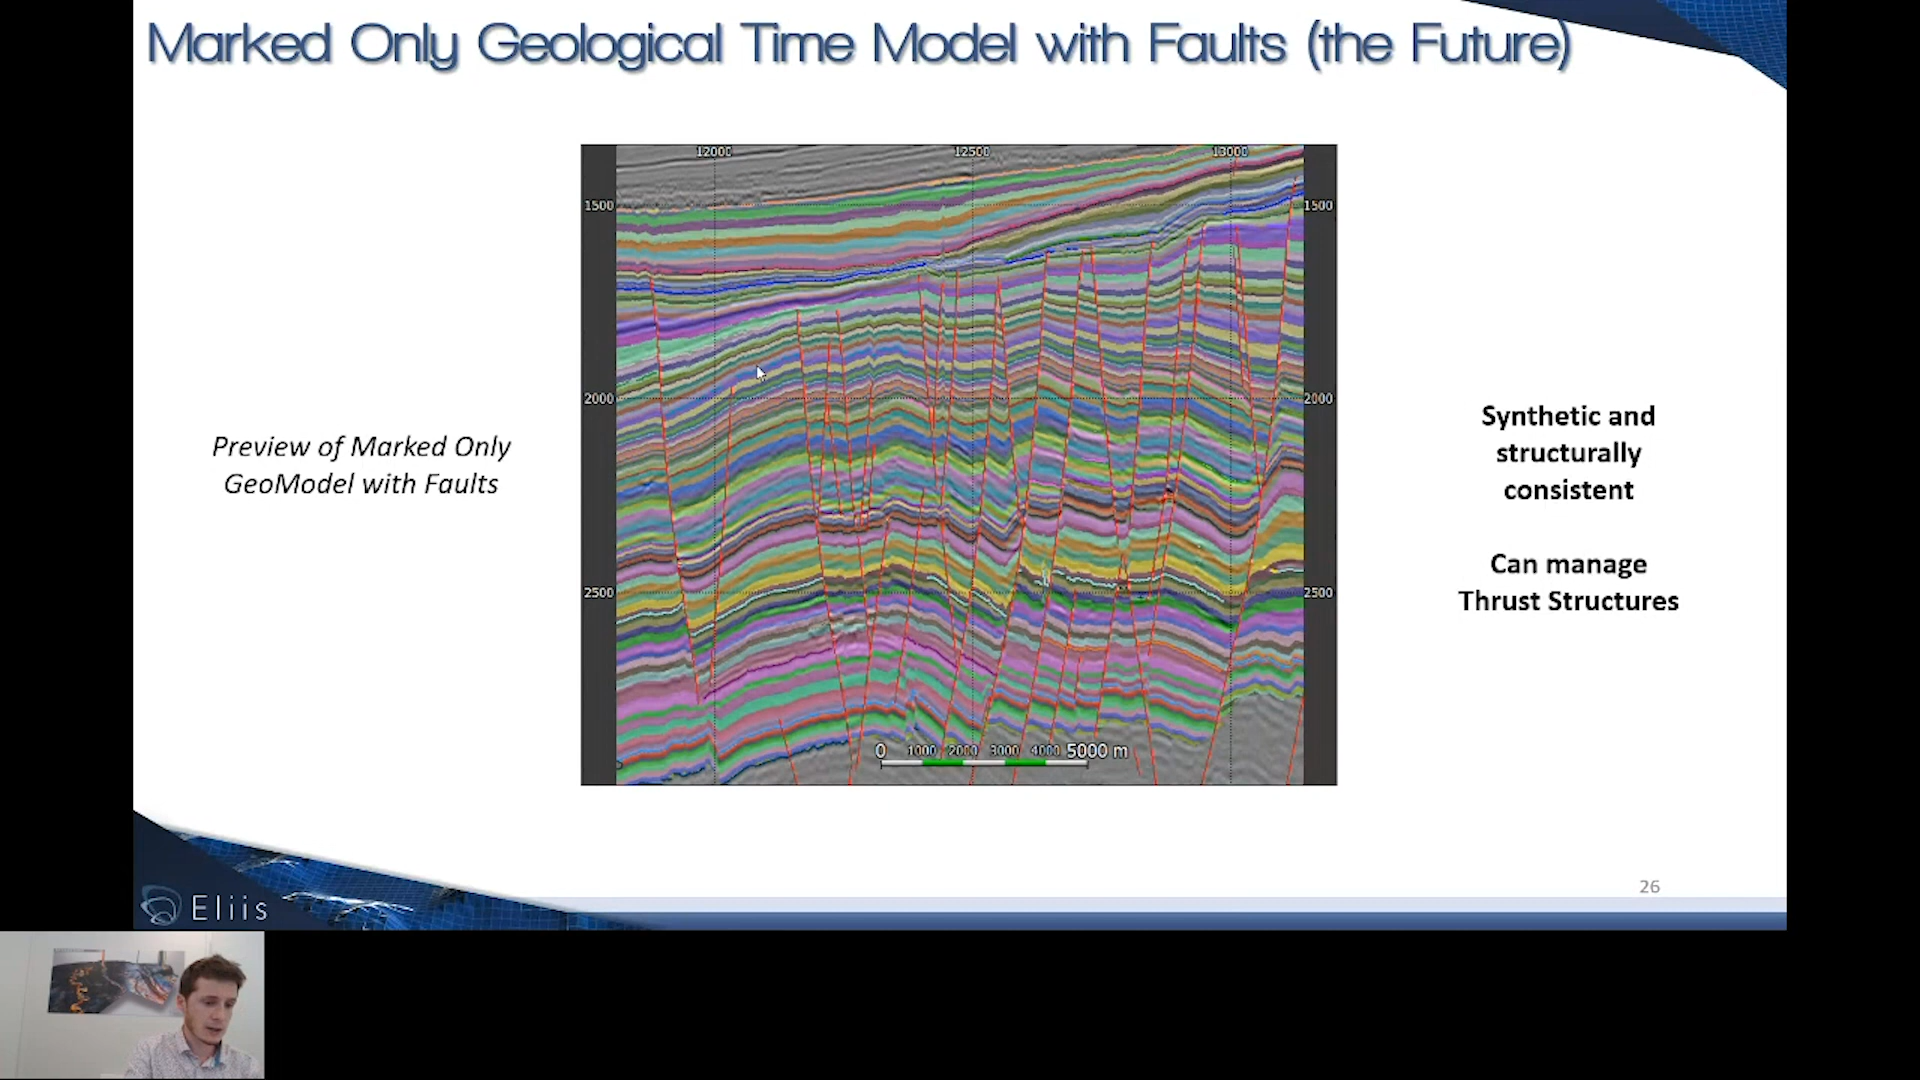 Marked Only Geological Time Model with Faults (the Future)
12000 12500 13000
1500 1500
2000 2000
2500 2500
0 1000 2000 3000 4000 5000 m
Preview of Marked Only
GeoModel with Faults
Synthetic and
structurally
consistent
Can manage
Thrust Structures
26
Eliis